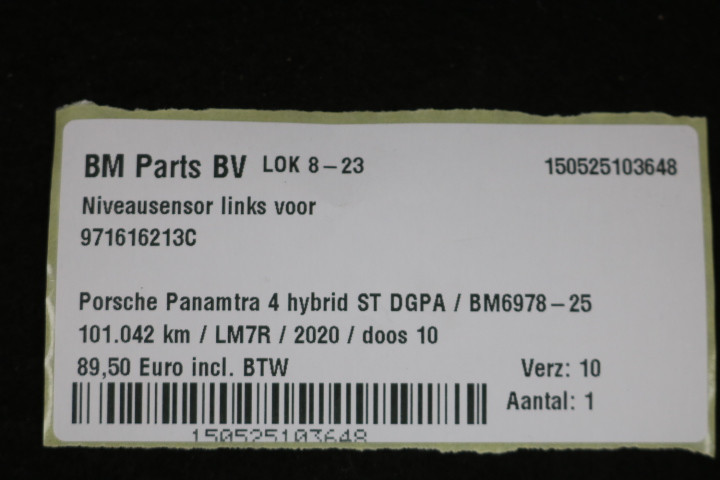 BM Parts BV LOK 8-23 150525103648
Niveausensor links voor
971616213C
Porsche Panamtra 4 hybrid ST DGPA / BM6978-25
101.042 km / LM7R / 2020 / doos 10
89,50 Euro incl. BTW Verz: 10
Aantal: 1
150525103648